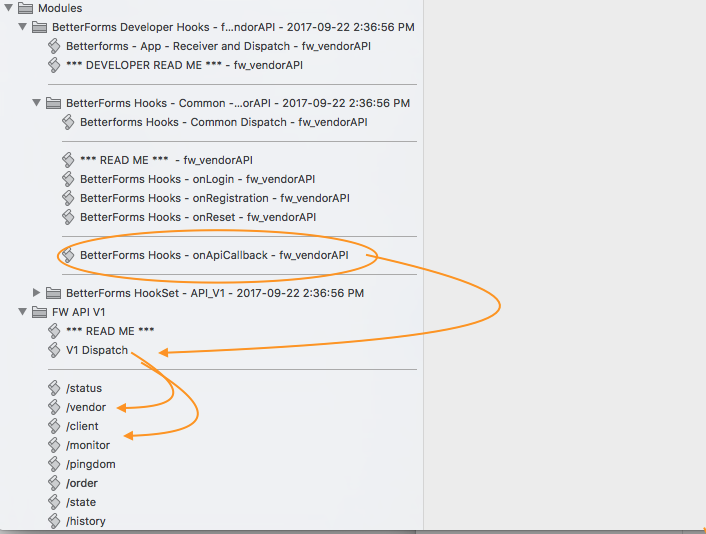 Modules
BetterForms Developer Hooks - f...ndorAPI - 2017-09-22 2:36:56 PM
Betterforms - App - Receiver and Dispatch - fw_vendorAPI
*** DEVELOPER READ ME *** - fw_vendorAPI
BetterForms Hooks - Common -...orAPI - 2017-09-22 2:36:56 PM
Betterforms Hooks - Common Dispatch - fw_vendorAPI
*** READ ME *** - fw_vendorAPI
BetterForms Hooks - onLogin - fw_vendorAPI
BetterForms Hooks - onRegistration - fw_vendorAPI
BetterForms Hooks - onReset - fw_vendorAPI
BetterForms Hooks - onApiCallback - fw_vendorAPI
BetterForms HookSet - API_V1 - 2017-09-22 2:36:56 PM
FW API V1
*** READ ME ***
V1 Dispatch
/status
/vendor
/client
/monitor
/pingdom
/order
/state
/history